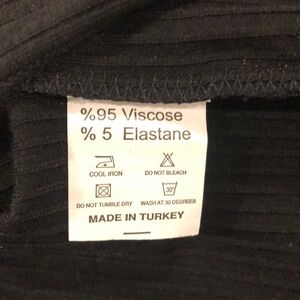 %95 Viscose
% 5 Elastane
COOL IRON DO NOT BLEACH
30°
DO NOT TUMBLE DRY WASH AT 30 DEGREES
MADE IN TURKEY